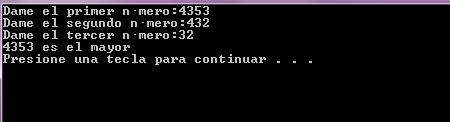 Dame el primer n·mero:4353
Dame el segundo n·mero:432
Dame el tercer n·mero:32
4353 es el mayor
Presione una tecla para continuar . . .